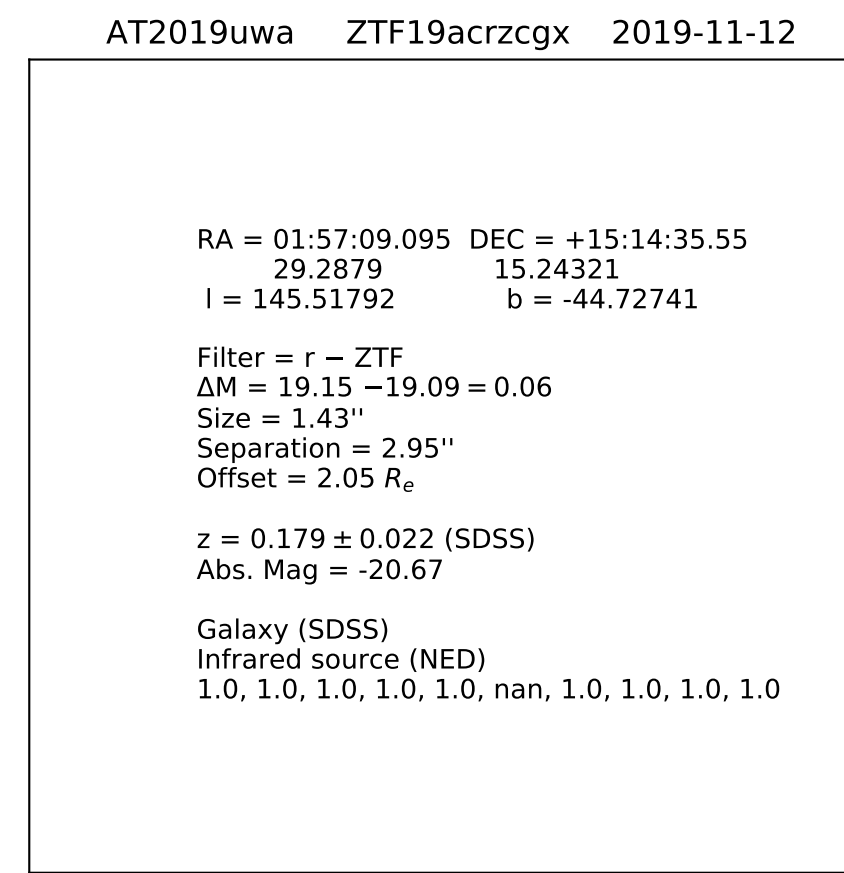 AT2019uwa ZTF19acrzcgx 2019-11-12
RA = 01:57:09.095 DEC = +15:14:35.55
29.2879 15.24321
l = 145.51792 b = -44.72741
Filter = r − ZTF
ΔM = 19.15 −19.09 = 0.06
Size = 1.43''
Separation = 2.95''
Offset = 2.05 Rₑ
z = 0.179 ± 0.022 (SDSS)
Abs. Mag = -20.67
Galaxy (SDSS)
Infrared source (NED)
1.0, 1.0, 1.0, 1.0, 1.0, nan, 1.0, 1.0, 1.0, 1.0